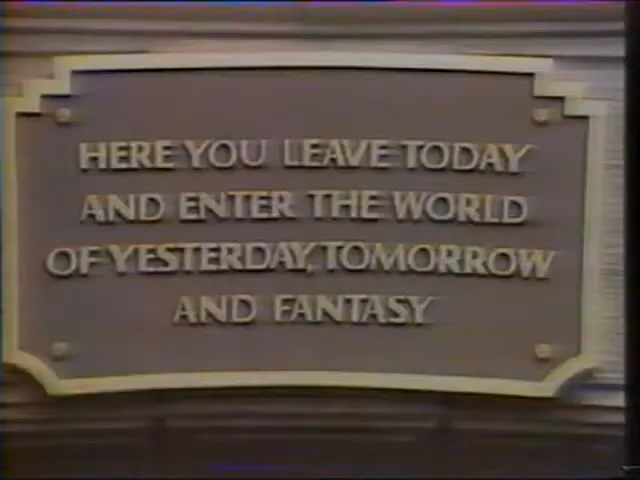 HERE YOU LEAVE TODAY
AND ENTER THE WORLD
OF YESTERDAY, TOMORROW
AND FANTASY